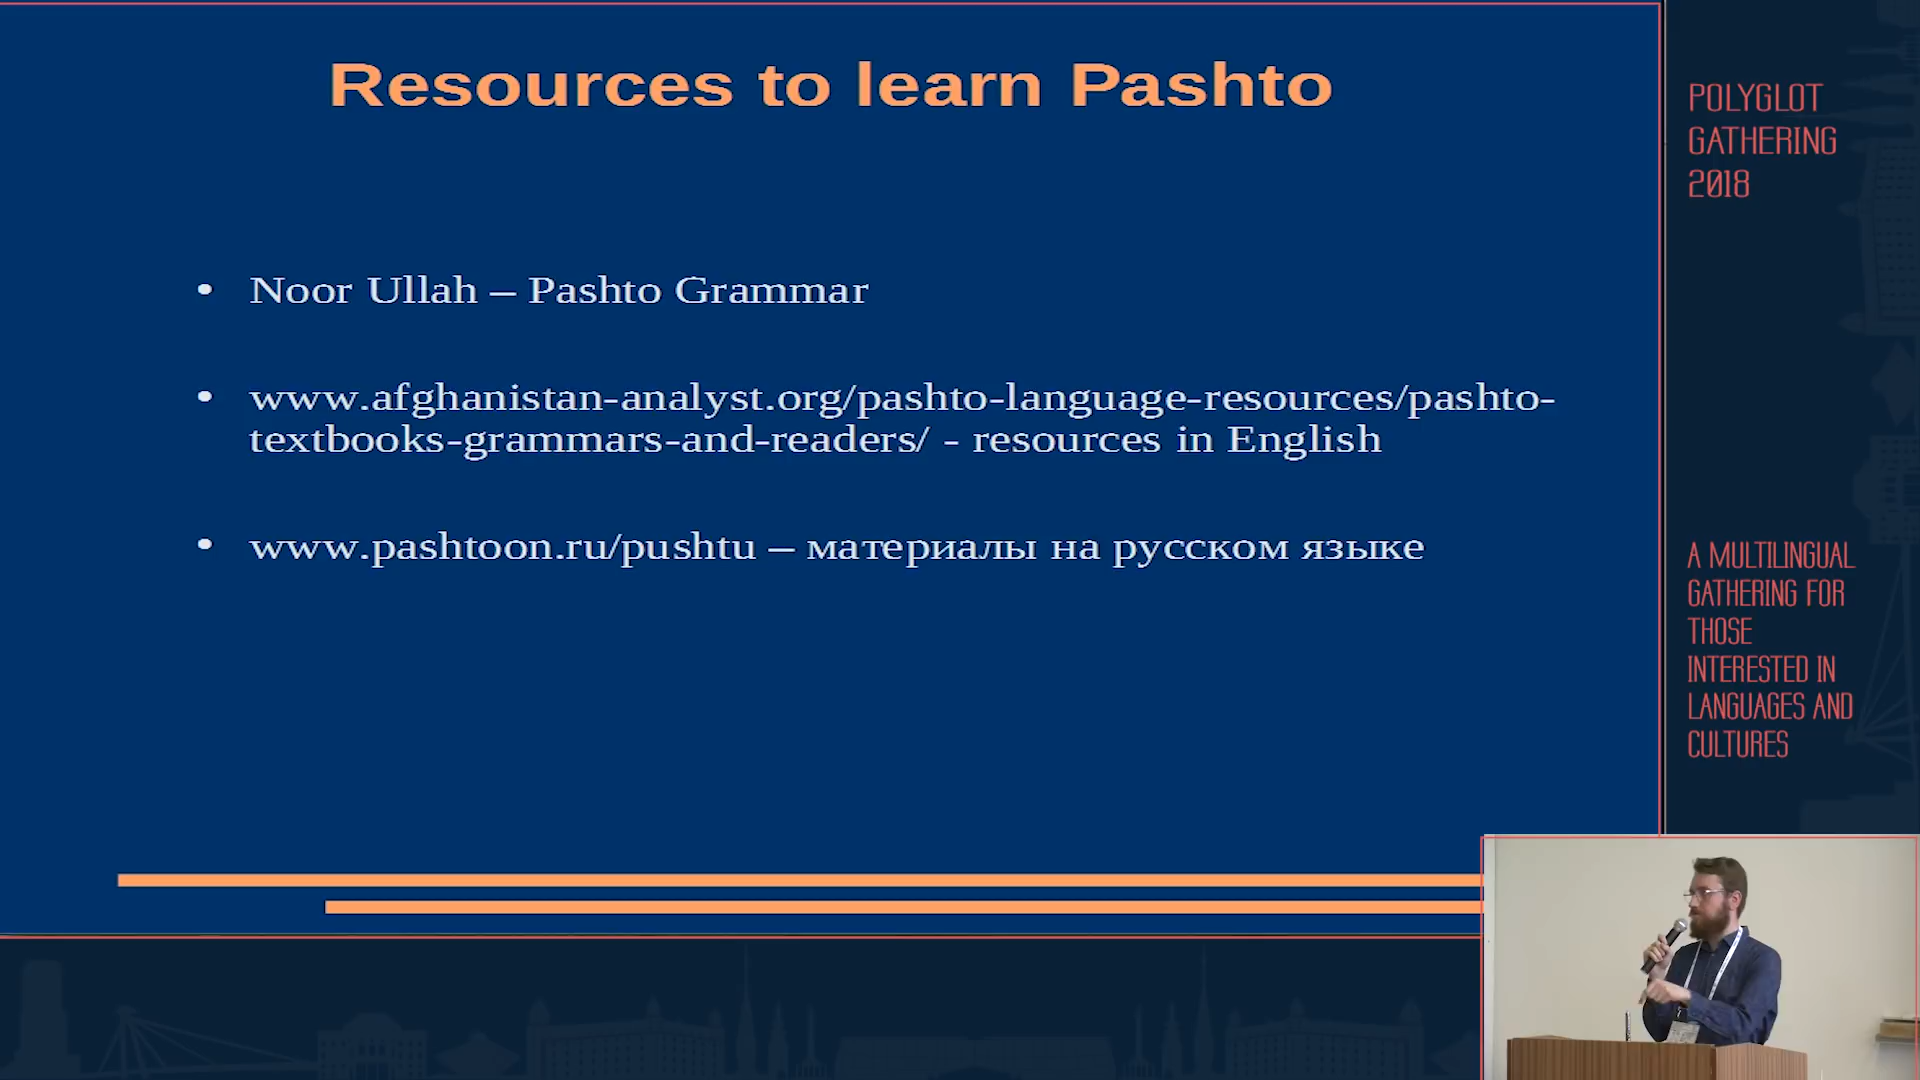 Resources to learn Pashto
• Noor Ullah – Pashto Grammar
• www.afghanistan-analyst.org/pashto-language-resources/pashto-
textbooks-grammars-and-readers/ - resources in English
• www.pashtoon.ru/pushtu – материалы на русском языке
POLYGLOT
GATHERING
2018
A MULTILINGUAL
GATHERING FOR
THOSE
INTERESTED IN
LANGUAGES AND
CULTURES